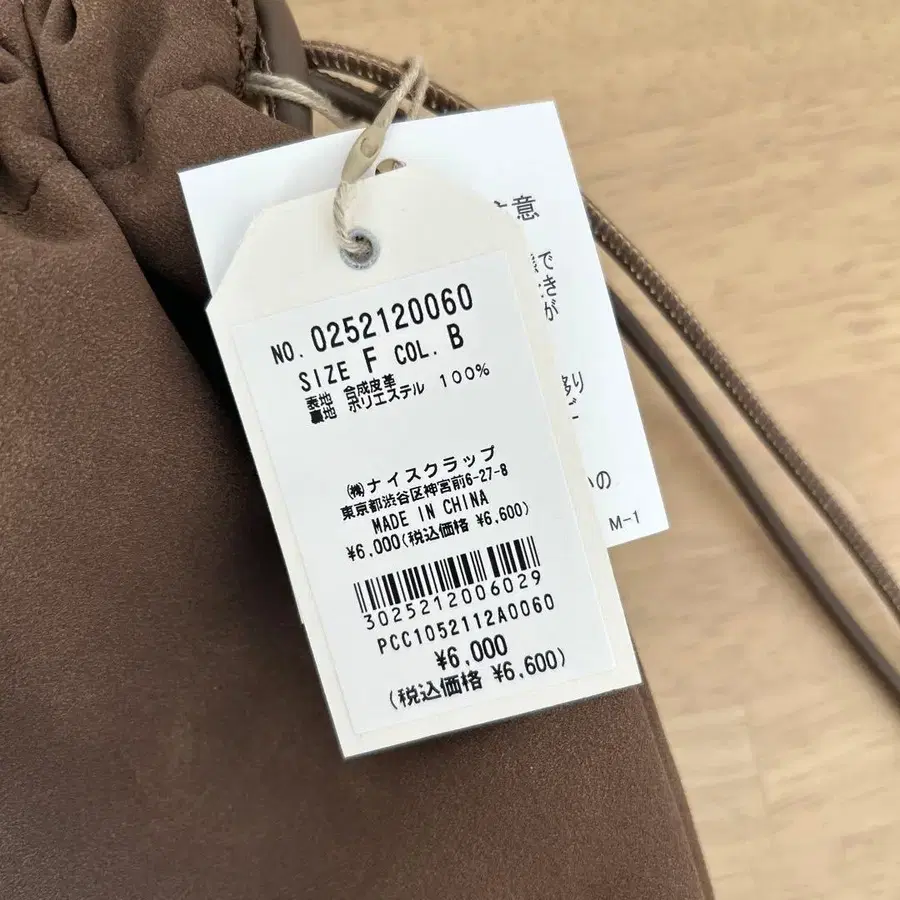 NO. 0252120060
SIZE F COL. B
表地 合成皮革
裏地 ポリエステル 100%
(株)ナイスクラップ
東京都渋谷区神宮前6-27-8
MADE IN CHINA
¥6,000(税込価格 ¥6,600)
3025212006029
PCC1052112A0060
¥6,000
(税込価格 ¥6,600)
意
で
き
が
移り
の
M-1